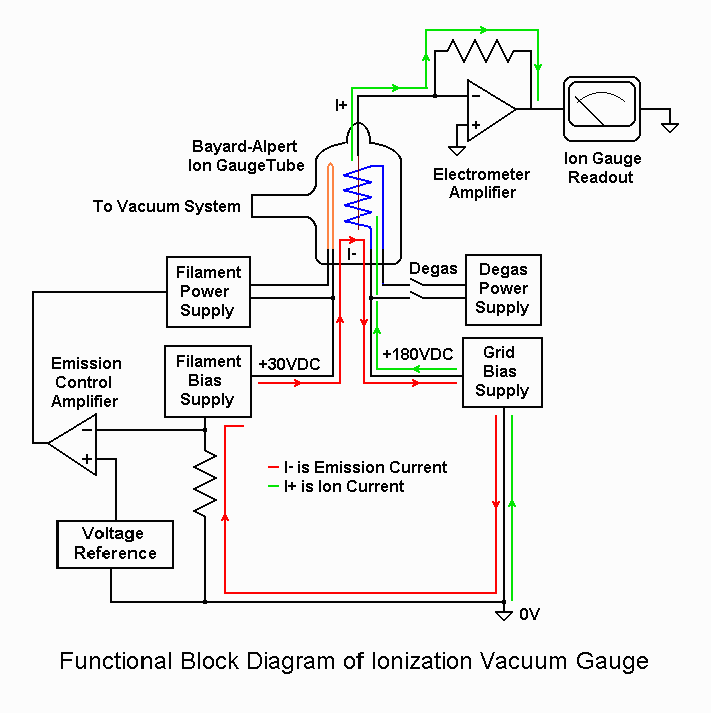 I+
−
+
Bayard-Alpert
Ion GaugeTube
Electrometer
Amplifier
Ion Gauge
Readout
To Vacuum System
I-
Filament
Power
Supply
Degas
Degas
Power
Supply
Filament
Bias
Supply
+30VDC
+180VDC
Grid
Bias
Supply
Emission
Control
Amplifier
−
+
I- is Emission Current
I+ is Ion Current
Voltage
Reference
0V
Functional Block Diagram of Ionization Vacuum Gauge